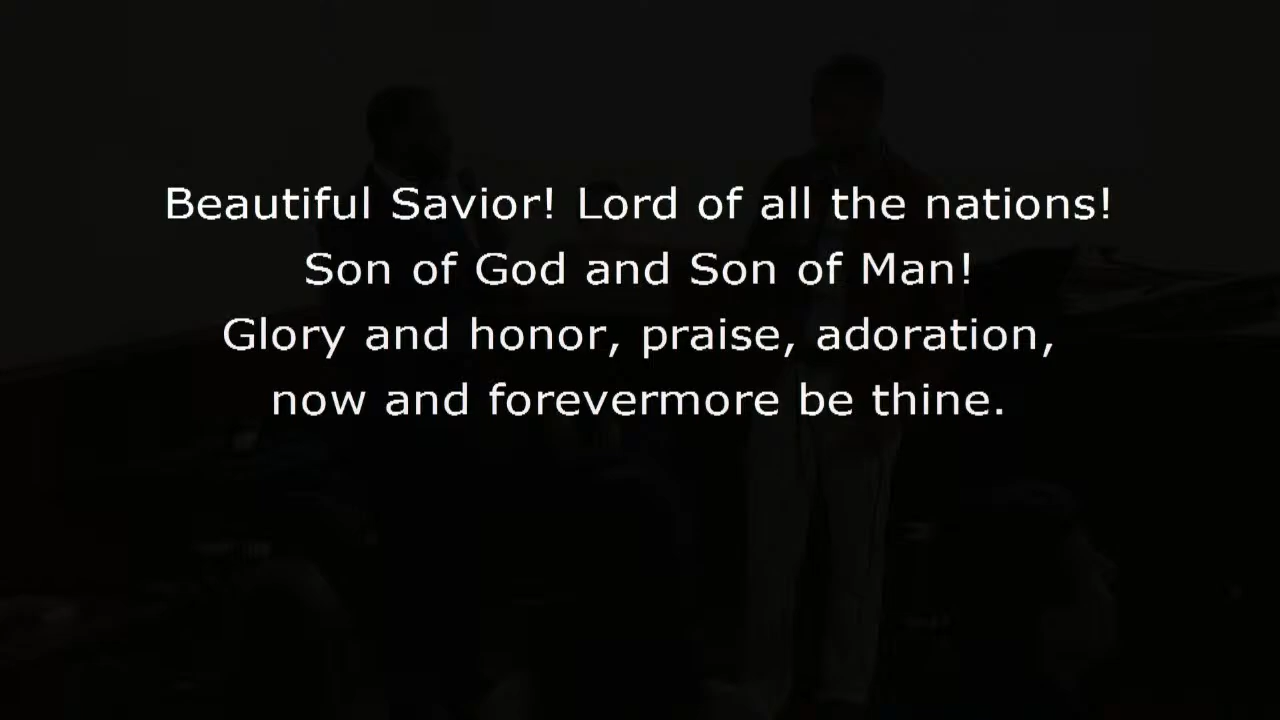 Beautiful Savior! Lord of all the nations!
Son of God and Son of Man!
Glory and honor, praise, adoration,
now and forevermore be thine.